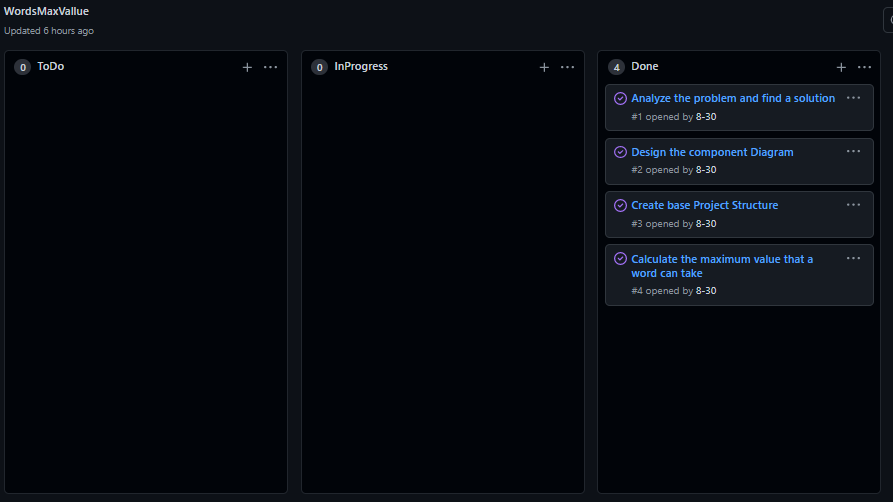 WordsMaxVallue
Updated 6 hours ago
0 ToDo
0 InProgress
4 Done
Analyze the problem and find a solution
#1 opened by 8-30
Design the component Diagram
#2 opened by 8-30
Create base Project Structure
#3 opened by 8-30
Calculate the maximum value that a
word can take
#4 opened by 8-30